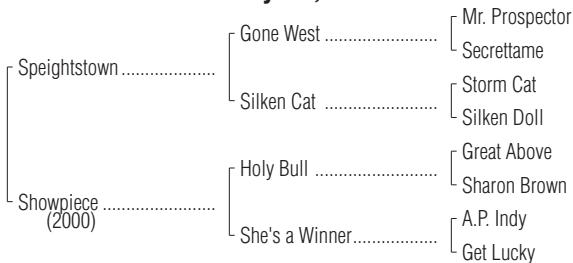 Mr. Prospector
Gone West ......................
Secrettame
Speightstown ...................
Storm Cat
Silken Cat .......................
Silken Doll
Great Above
Holy Bull .......................
Sharon Brown
Showpiece ......................
(2000)
A.P. Indy
She's a Winner.................
Get Lucky